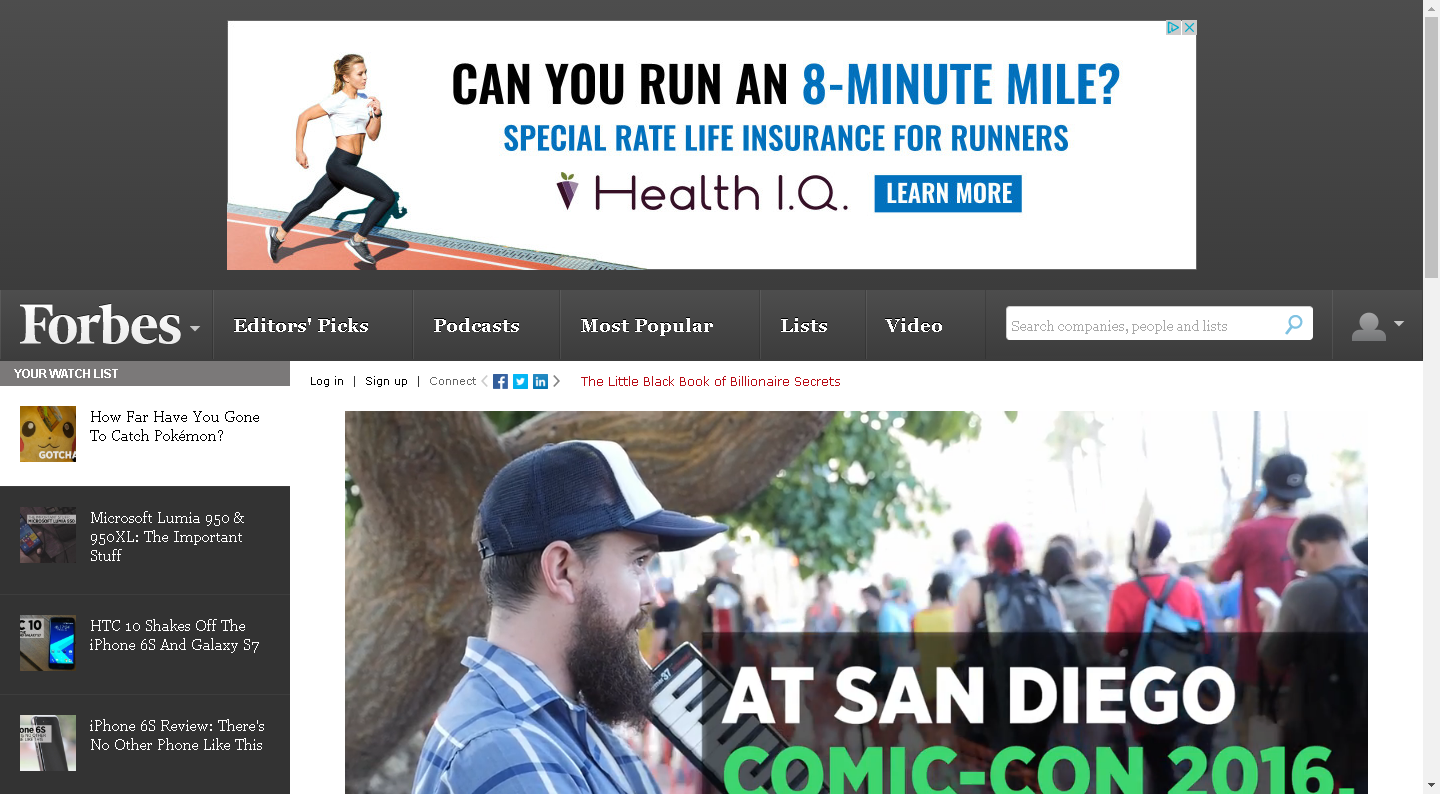 CAN YOU RUN AN 8-MINUTE MILE?
SPECIAL RATE LIFE INSURANCE FOR RUNNERS
Health I.Q. LEARN MORE
Forbes Editors' Picks Podcasts Most Popular Lists Video Search companies, people and lists
YOUR WATCH LIST
Log in | Sign up | Connect The Little Black Book of Billionaire Secrets
How Far Have You Gone
To Catch Pokémon?
GOTCHA
Microsoft Lumia 950 &
950XL: The Important
Stuff
MICROSOFT LUMIA 950
HTC 10 Shakes Off The
iPhone 6S And Galaxy S7
C 10
iPhone 6S Review: There's
No Other Phone Like This
one 6S
AT SAN DIEGO
COMIC-CON 2016,